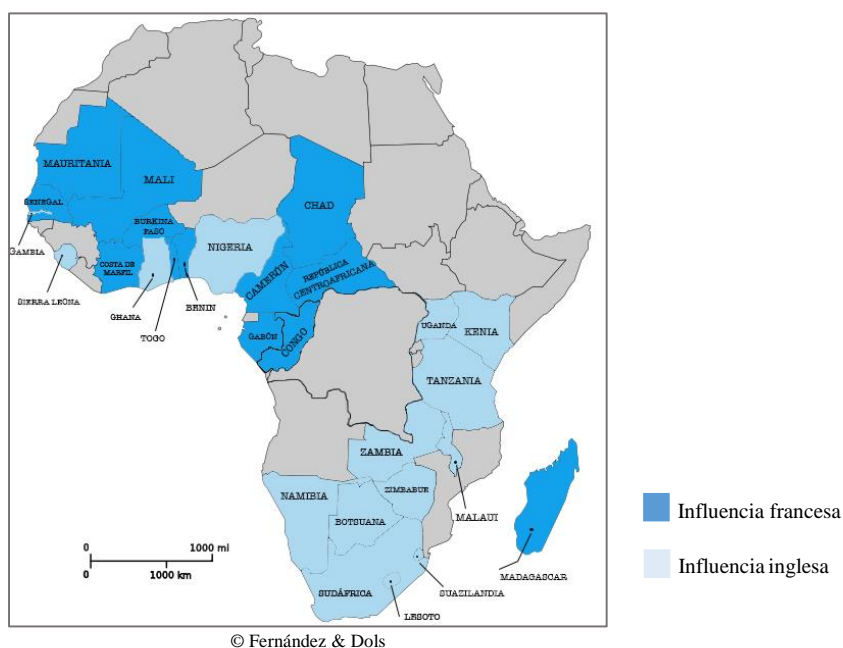 MAURITANIA
MALI
CHAD
SENEGAL
BURKINA
FASO
NIGERIA
GAMBIA
COSTA DE
MARFIL
CAMERÚN
REPÚBLICA
CENTROAFRICANA
SIERRA LEÓNA
GHANA
BENIN
TOGO
GABÓN
CONGO
UGANDA
KENIA
TANZANIA
ZAMBIA
ZIMBABUE
NAMIBIA
MALAUI
BOTSUANA
0 1000 mi
0 1000 km
MADAGASCAR
SUAZILANDIA
SUDÁFRICA
LESOTO
Influencia francesa
Influencia inglesa
© Fernández & Dols